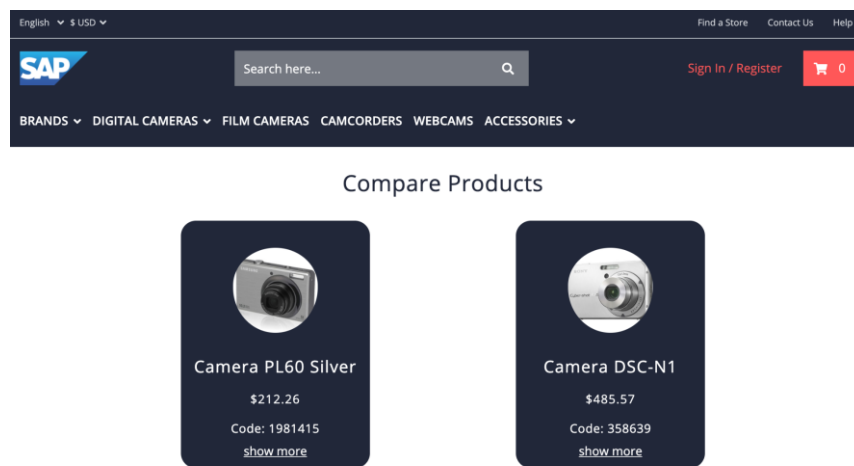 English $ USD Find a Store Contact Us Help
SAP Search here... Sign In / Register 0
BRANDS DIGITAL CAMERAS FILM CAMERAS CAMCORDERS WEBCAMS ACCESSORIES
Compare Products
Camera PL60 Silver
$212.26
Code: 1981415
show more
Camera DSC-N1
$485.57
Code: 358639
show more